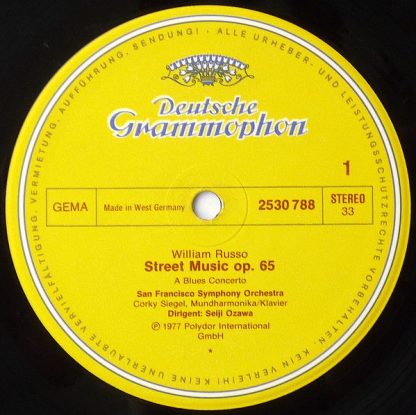 ALLE URHEBER- UND LEISTUNGSSCHUTZRECHTE VORBEHALTEN · KEIN VERLEIH! KEINE UNERLAUBTE VERVIELFÄLTIGUNG, VERMIETUNG, AUFFÜHRUNG, SENDUNG! ·
Deutsche
Grammophon
1
GEMA Made in West Germany 2530 788 STEREO
33
William Russo
Street Music op. 65
A Blues Concerto
San Francisco Symphony Orchestra
Corky Siegel, Mundharmonika/Klavier
Dirigent: Seiji Ozawa
Ⓟ 1977 Polydor International
GmbH
*